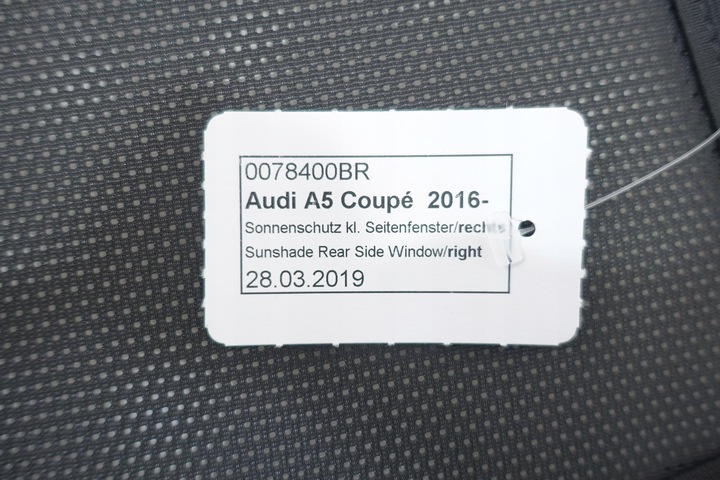 0078400BR
Audi A5 Coupé 2016-
Sonnenschutz kl. Seitenfenster/rechts
Sunshade Rear Side Window/right
28.03.2019